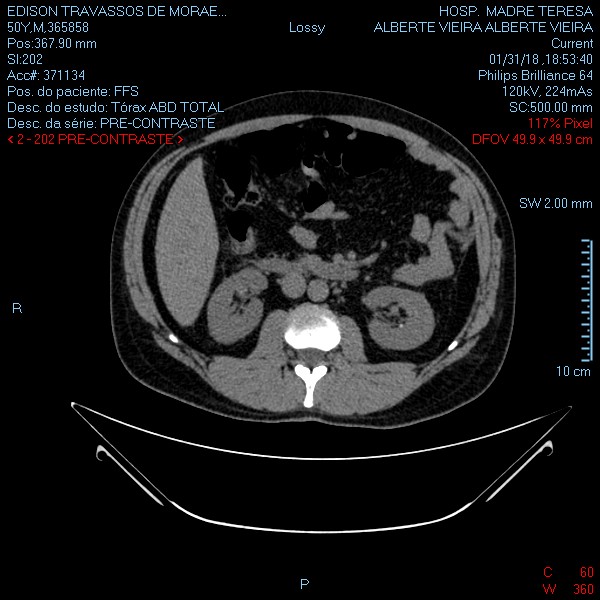 EDISON TRAVASSOS DE MORAE...
50Y,M,365858
Pos:367.90 mm
SI:202
Acc#: 371134
Pos. do paciente: FFS
Desc. do estudo: Tórax ABD TOTAL
Desc. da série: PRE-CONTRASTE
< 2 - 202 PRE-CONTRASTE >
Lossy
HOSP. MADRE TERESA
ALBERTE VIEIRA ALBERTE VIEIRA
Current
01/31/18 ,18:53:40
Philips Brilliance 64
120kV, 224mAs
SC:500.00 mm
117% Pixel
DFOV 49.9 x 49.9 cm
SW 2.00 mm
R
10 cm
P
C 60
W 360